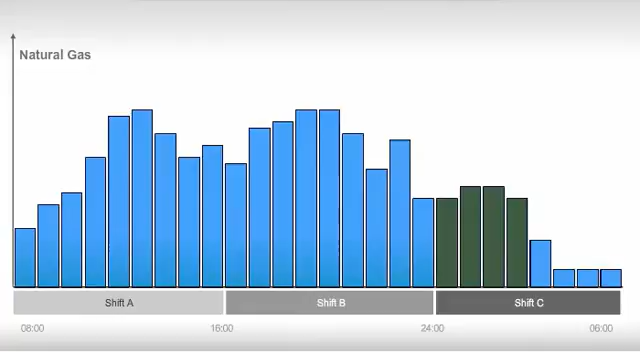 Natural Gas
Shift A
Shift B
Shift C
08:00
16:00
24:00
06:00